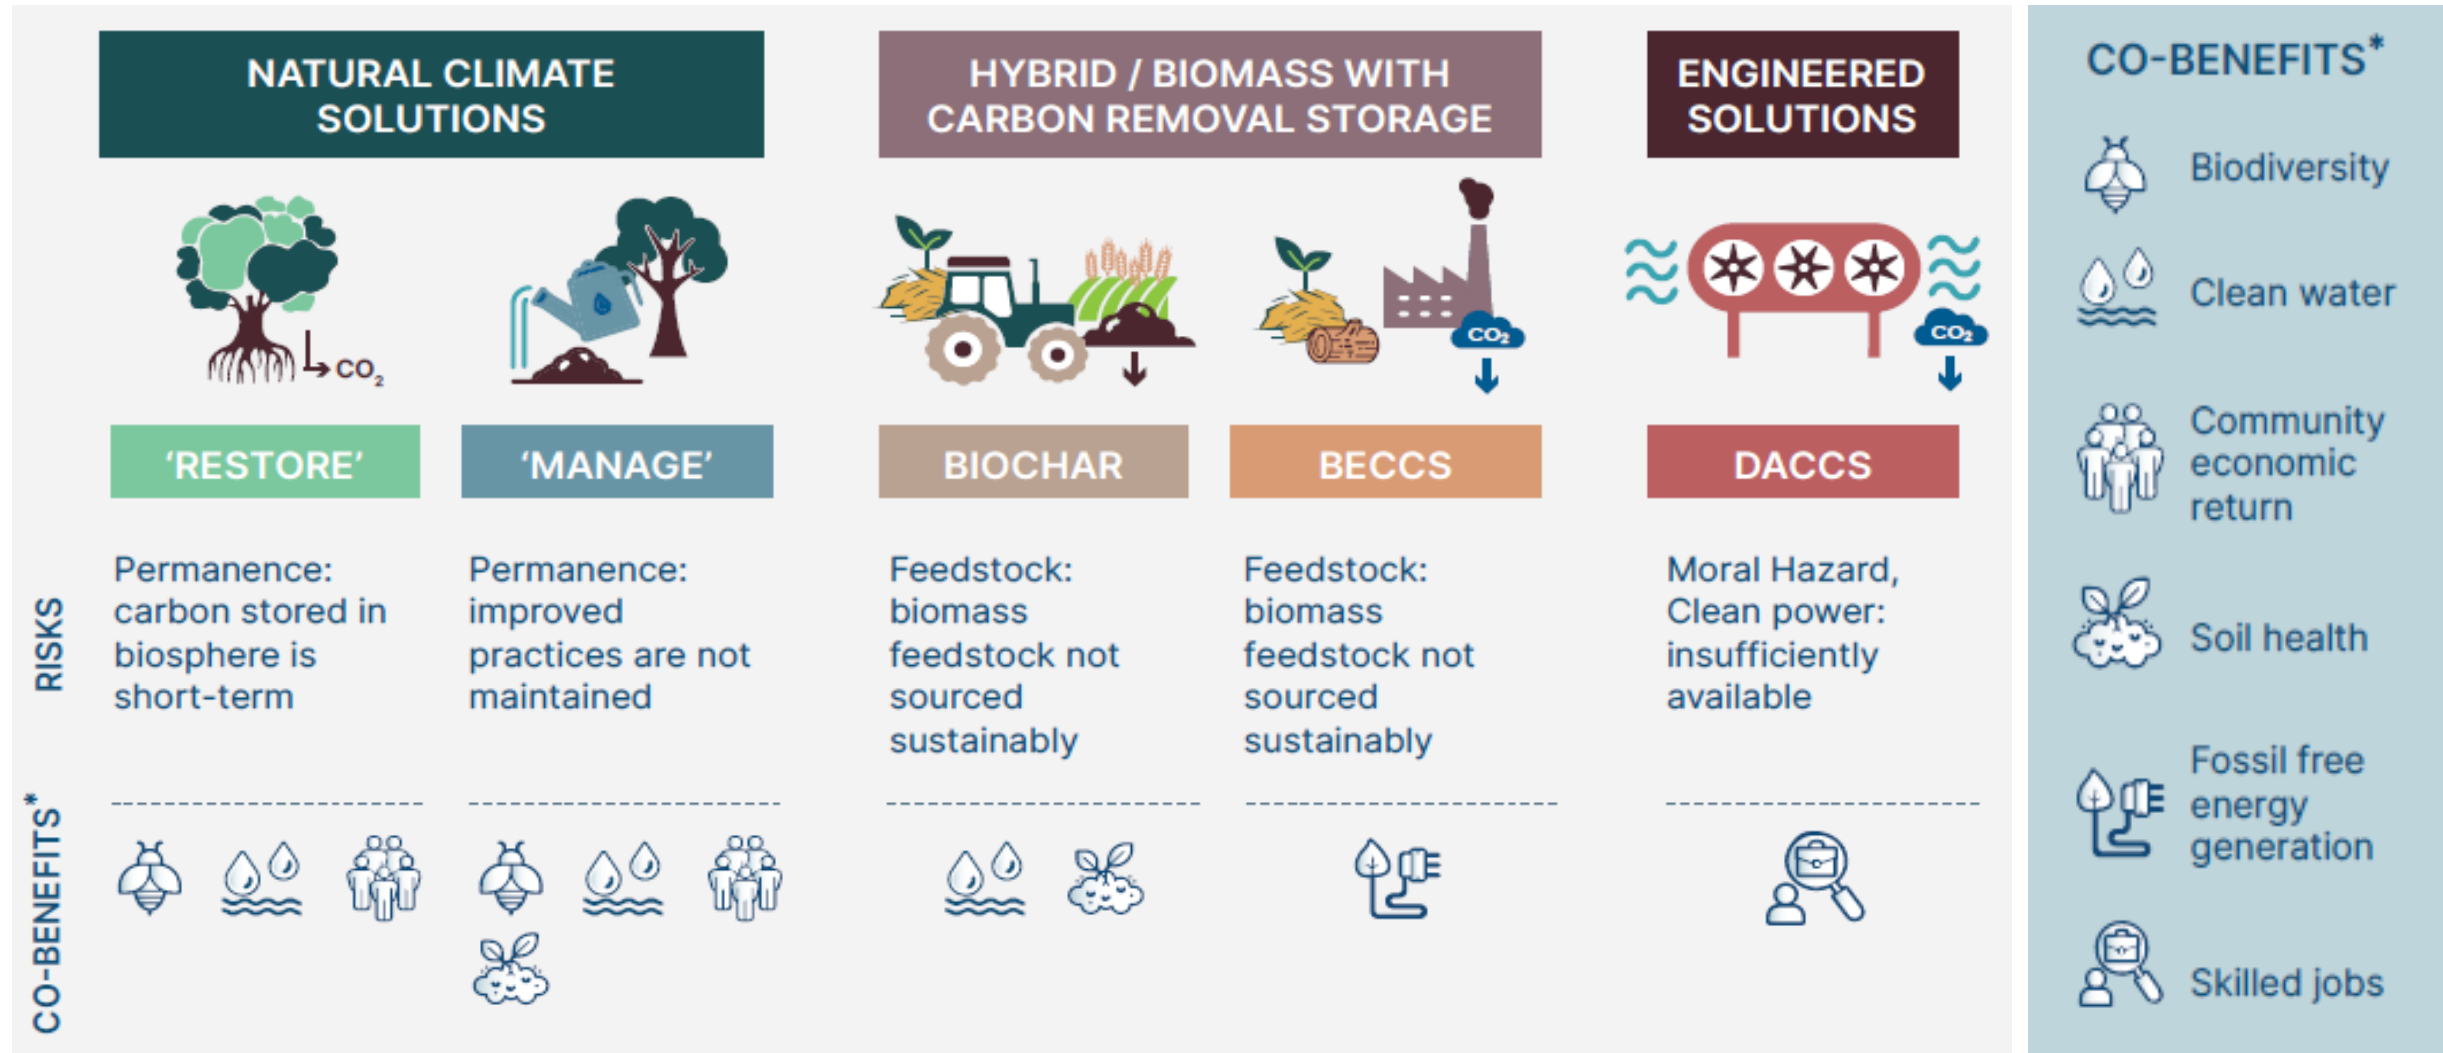 NATURAL CLIMATE
SOLUTIONS
HYBRID / BIOMASS WITH
CARBON REMOVAL STORAGE
ENGINEERED
SOLUTIONS
CO₂
CO₂
CO₂
‘RESTORE’
‘MANAGE’
BIOCHAR
BECCS
DACCS
RISKS
Permanence:
carbon stored in
biosphere is
short-term
Permanence:
improved
practices are not
maintained
Feedstock:
biomass
feedstock not
sourced
sustainably
Feedstock:
biomass
feedstock not
sourced
sustainably
Moral Hazard,
Clean power:
insufficiently
available
CO-BENEFITS*
CO-BENEFITS*
Biodiversity
Clean water
Community
economic
return
Soil health
Fossil free
energy
generation
Skilled jobs